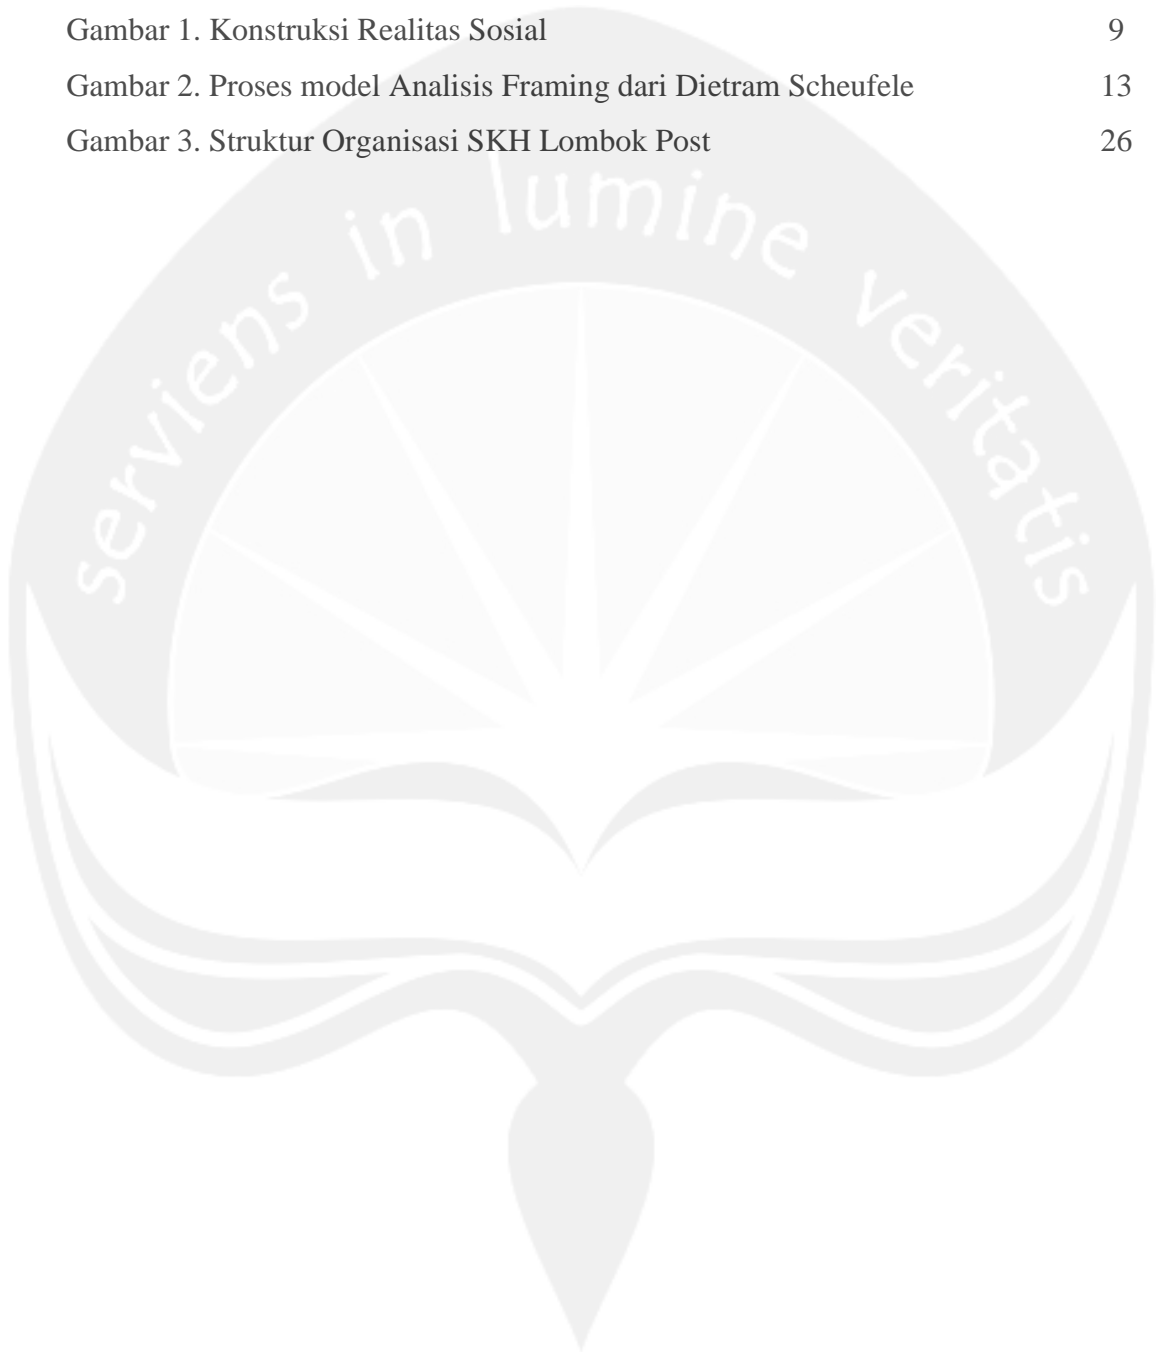 Gambar 1. Konstruksi Realitas Sosial 9
Gambar 2. Proses model Analisis Framing dari Dietram Scheufele 13
Gambar 3. Struktur Organisasi SKH Lombok Post 26
serviens in lumine veritatis